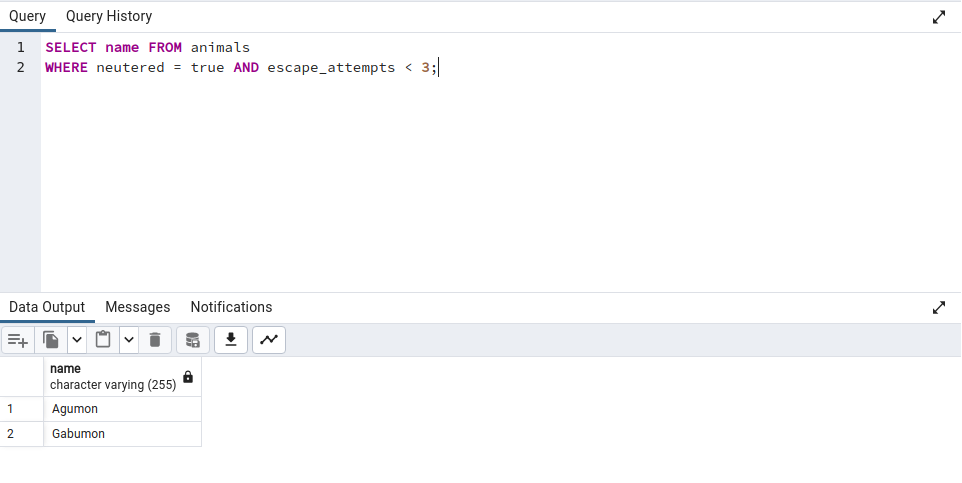 Query Query History
1 SELECT name FROM animals
2 WHERE neutered = true AND escape_attempts < 3;
Data Output Messages Notifications
name
character varying (255)
1 Agumon
2 Gabumon